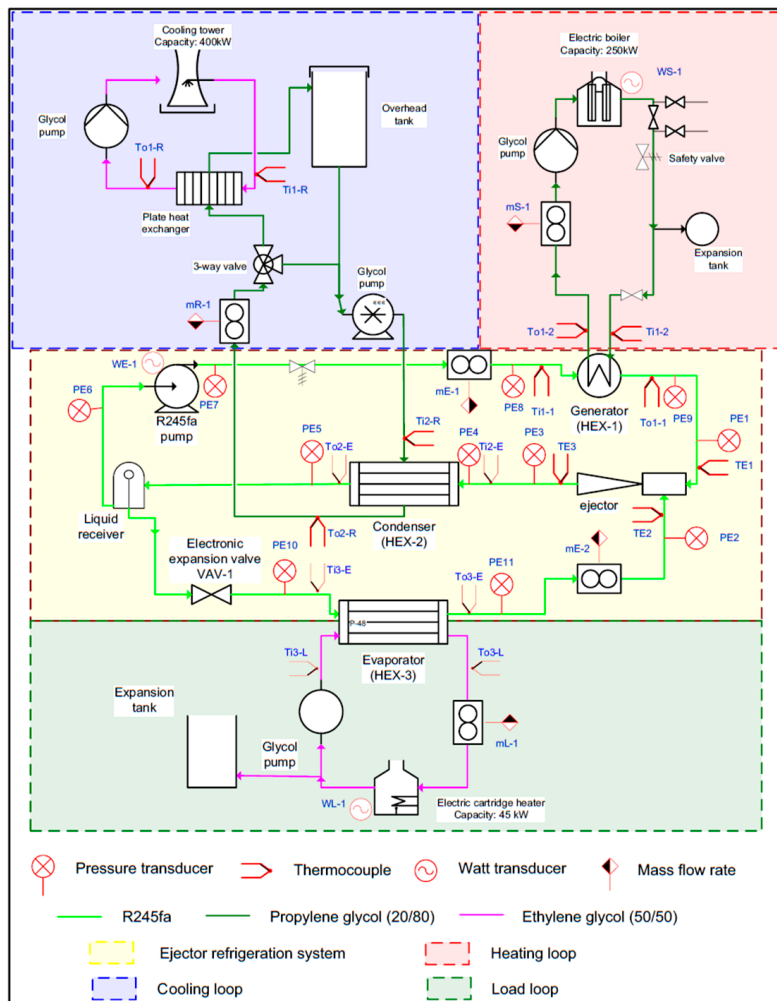 Cooling tower
Capacity: 400kW
Glycol
pump
To1-R
Ti1-R
Plate heat
exchanger
Overhead
tank
3-way valve
mR-1
Glycol
pump
Electric boiler
Capacity: 250kW
WS-1
Glycol
pump
Safety valve
mS-1
Expansion
tank
To1-2
Ti1-2
WE-1
PE6
PE7
R245fa
pump
mE-1
PE8
Ti1-1
Generator
(HEX-1)
To1-1
PE9
PE1
TE1
PE5
To2-E
Ti2-R
PE4
Ti2-E
PE3
TE3
ejector
Liquid
receiver
Condenser
(HEX-2)
To2-R
TE2
PE2
mE-2
Electronic
expansion valve
VAV-1
PE10
Ti3-E
To3-E
PE11
P-48
Evaporator
(HEX-3)
Ti3-L
To3-L
Expansion
tank
Glycol
pump
mL-1
WL-1
Electric cartridge heater
Capacity: 45 kW
Pressure transducer
Thermocouple
Watt transducer
Mass flow rate
R245fa
Propylene glycol (20/80)
Ethylene glycol (50/50)
Ejector refrigeration system
Heating loop
Cooling loop
Load loop